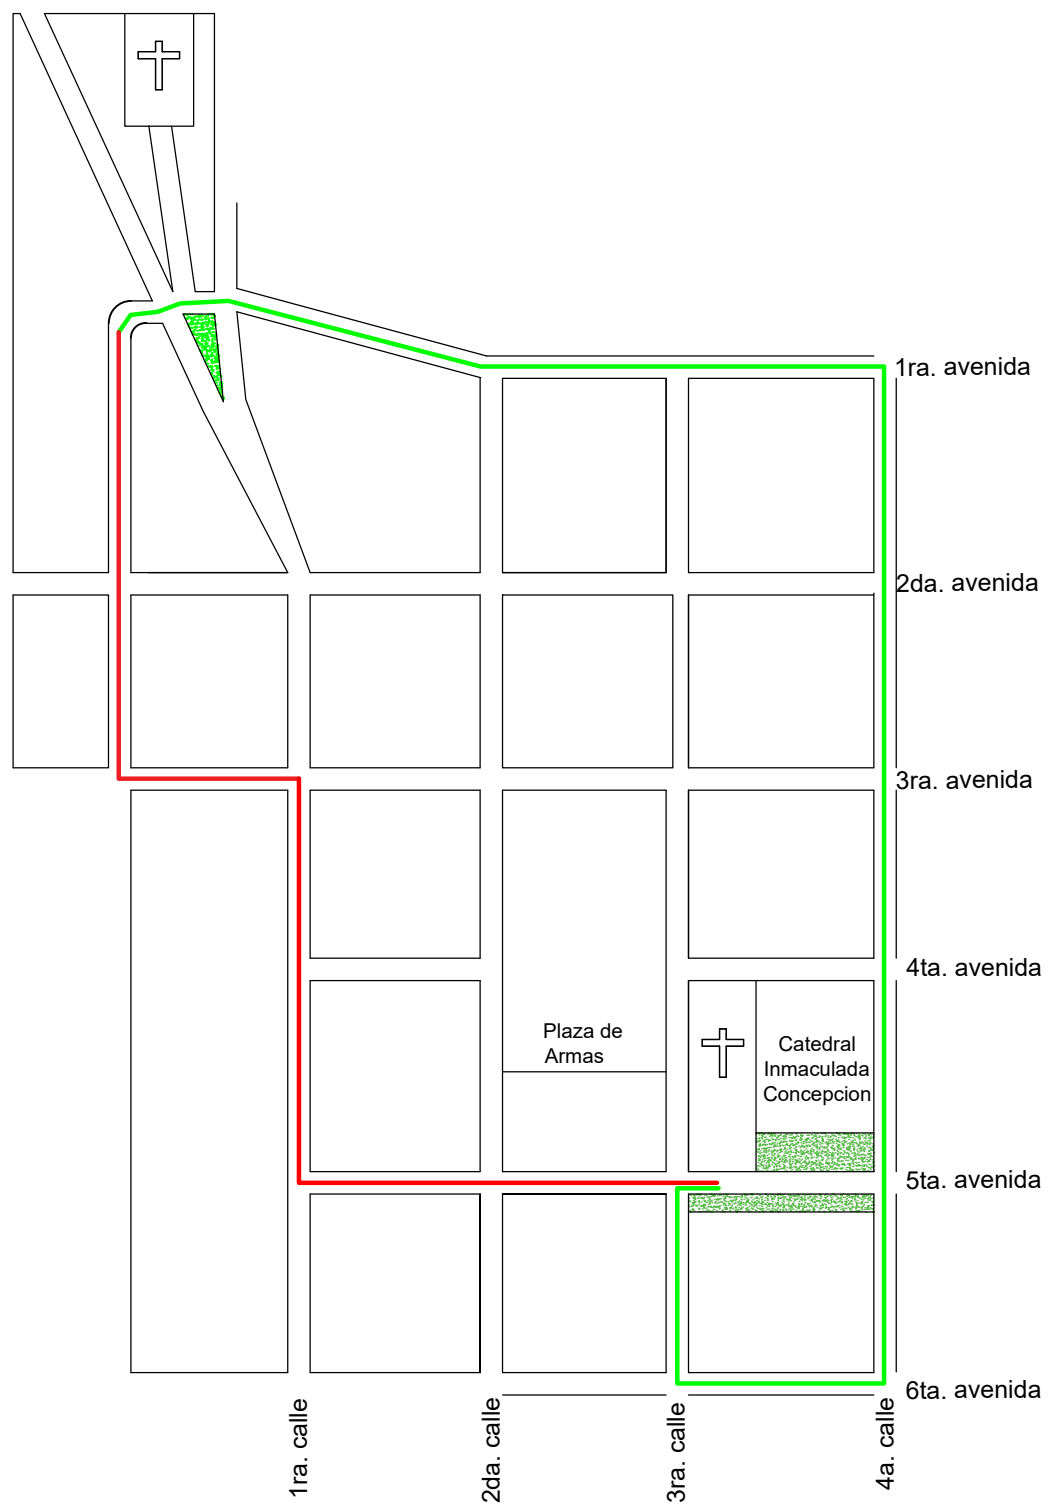 1ra. avenida
2da. avenida
3ra. avenida
4ta. avenida
Plaza de
Armas
Catedral
Inmaculada
Concepcion
5ta. avenida
6ta. avenida
1ra. calle
2da. calle
3ra. calle
4a. calle